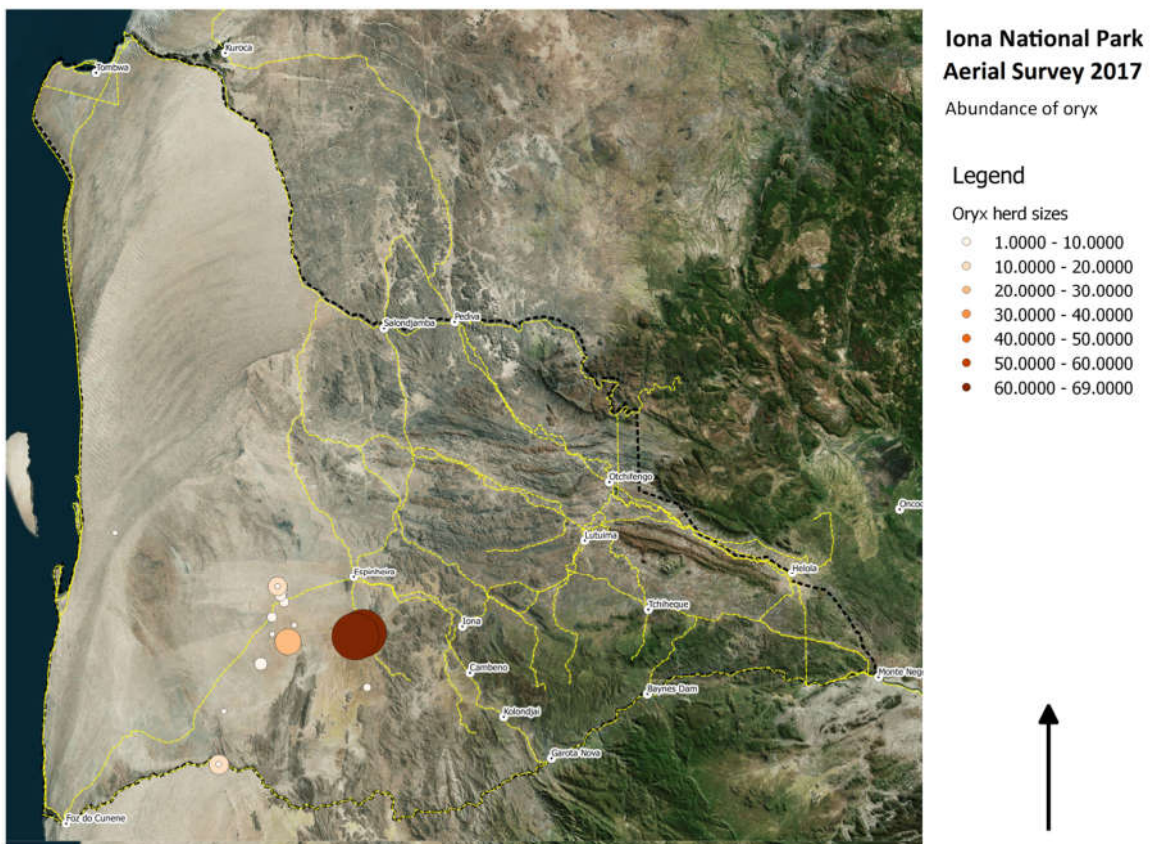 Iona National Park
Aerial Survey 2017
Abundance of oryx
Legend
Oryx herd sizes
1.0000 - 10.0000
10.0000 - 20.0000
20.0000 - 30.0000
30.0000 - 40.0000
40.0000 - 50.0000
50.0000 - 60.0000
60.0000 - 69.0000
Kuroca
Tombwa
Salondjamba
Pediva
Otchifengo
Oncoc
Lutuima
Helola
Espinheira
Tchiheque
Iona
Cambeno
Monte Neg
Baynes Dam
Kolondjai
Garota Nova
Foz do Cunene